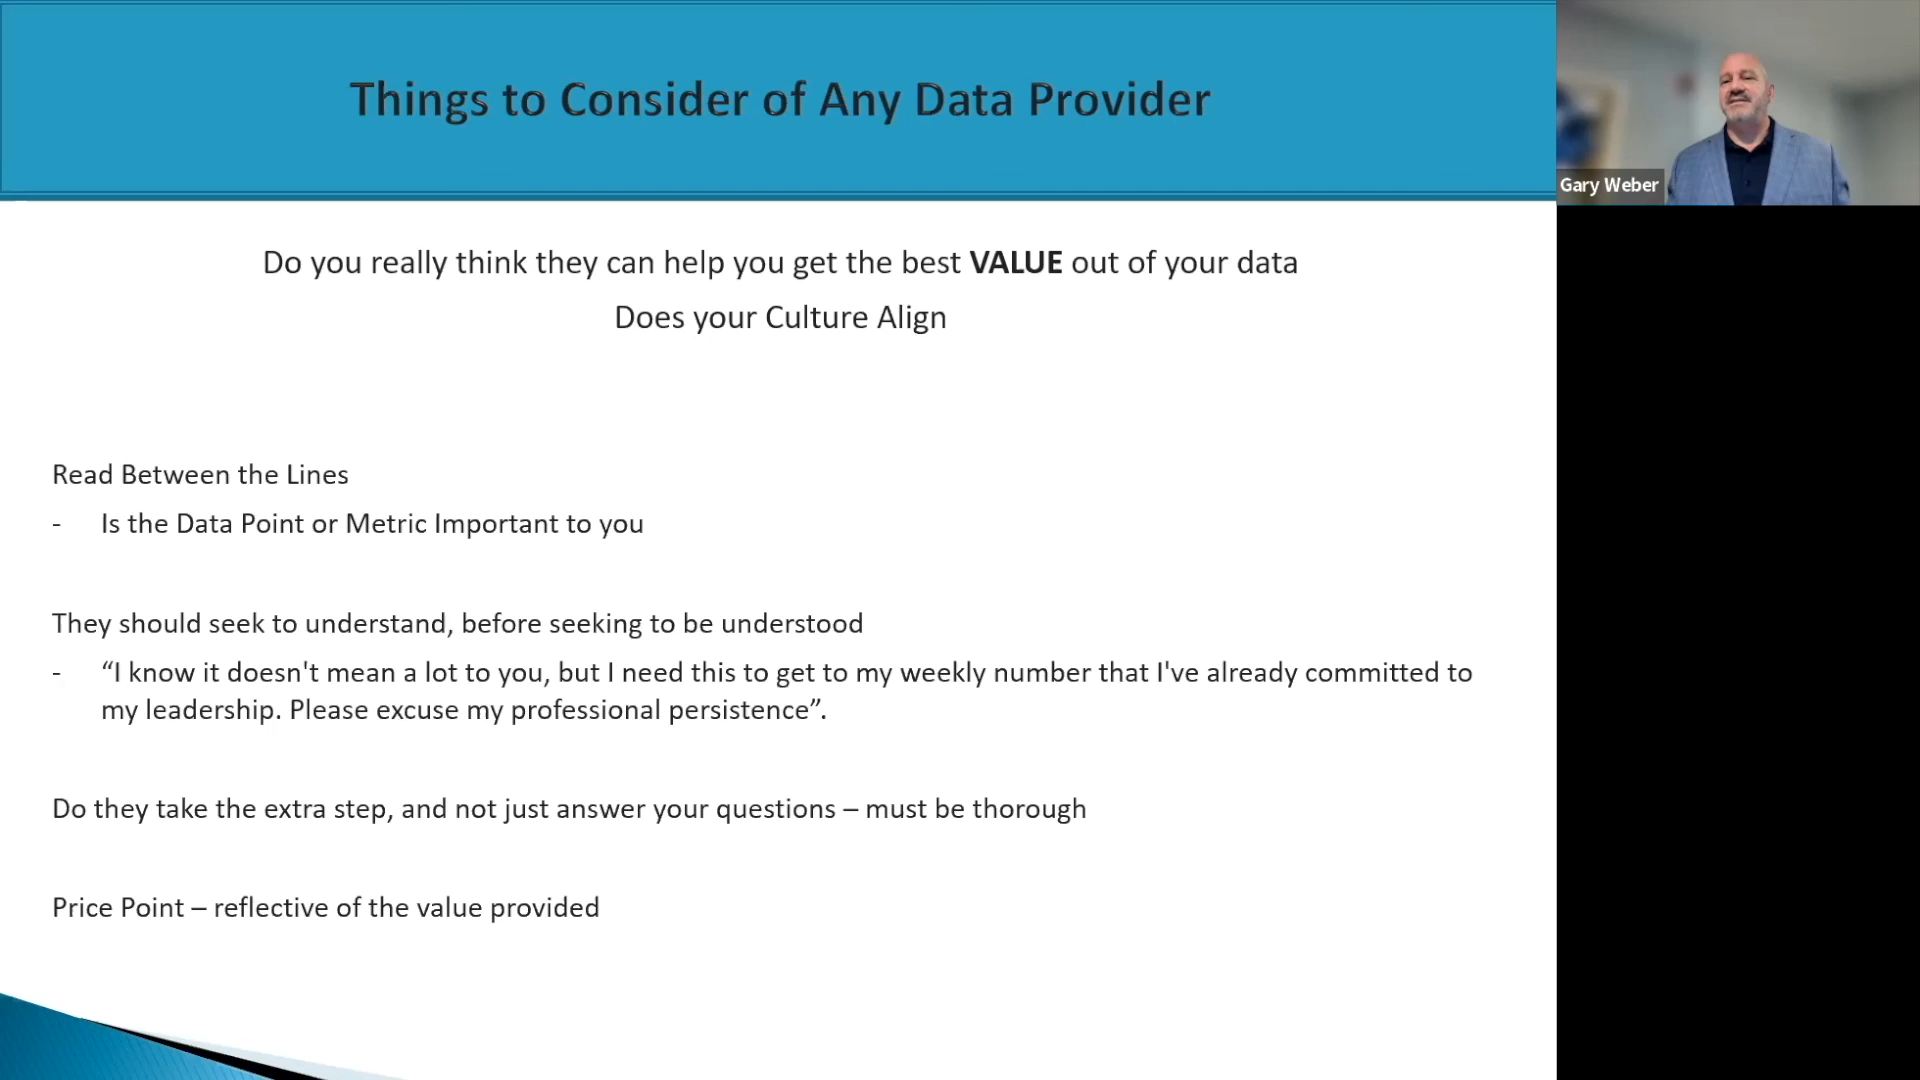 Things to Consider of Any Data Provider
Gary Weber
Do you really think they can help you get the best VALUE out of your data
Does your Culture Align
Read Between the Lines
- Is the Data Point or Metric Important to you
They should seek to understand, before seeking to be understood
- “I know it doesn't mean a lot to you, but I need this to get to my weekly number that I've already committed to
my leadership. Please excuse my professional persistence”.
Do they take the extra step, and not just answer your questions – must be thorough
Price Point – reflective of the value provided